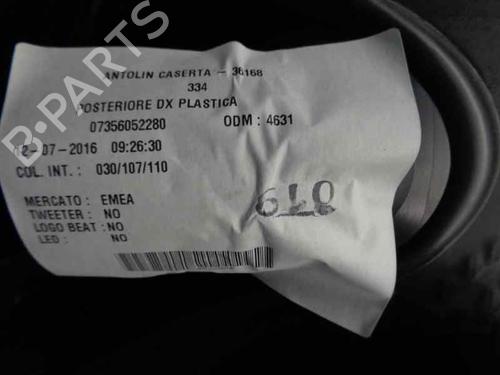 ANTOLIN CASERTA - 36168
334
POSTERIORE DX PLASTICA
07356052280 ODM : 4631
12-07-2016 09:26:30
COL. INT. : 030/107/110
MERCATO : EMEA
TWEETER : NO
LOGO BEAT : NO
LED : NO
B-PARTS